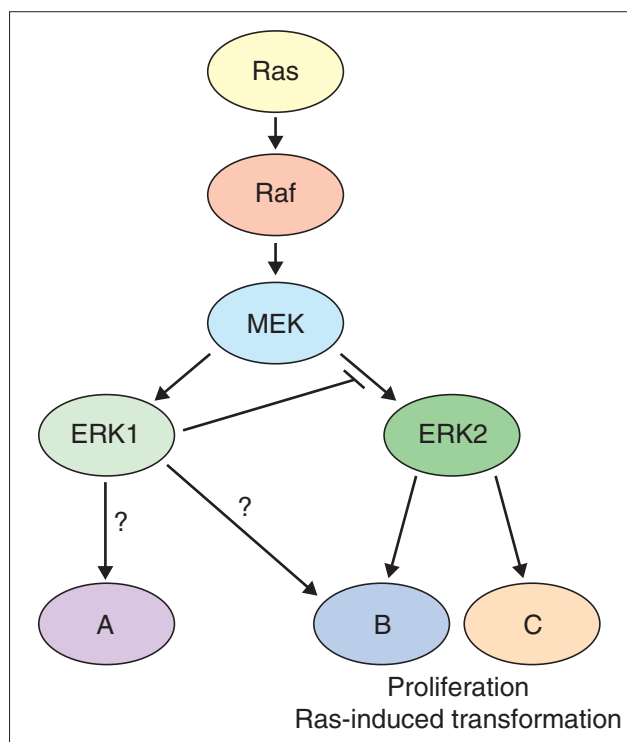 Ras
Raf
MEK
ERK1
ERK2
?
?
A
B
C
Proliferation
Ras-induced transformation